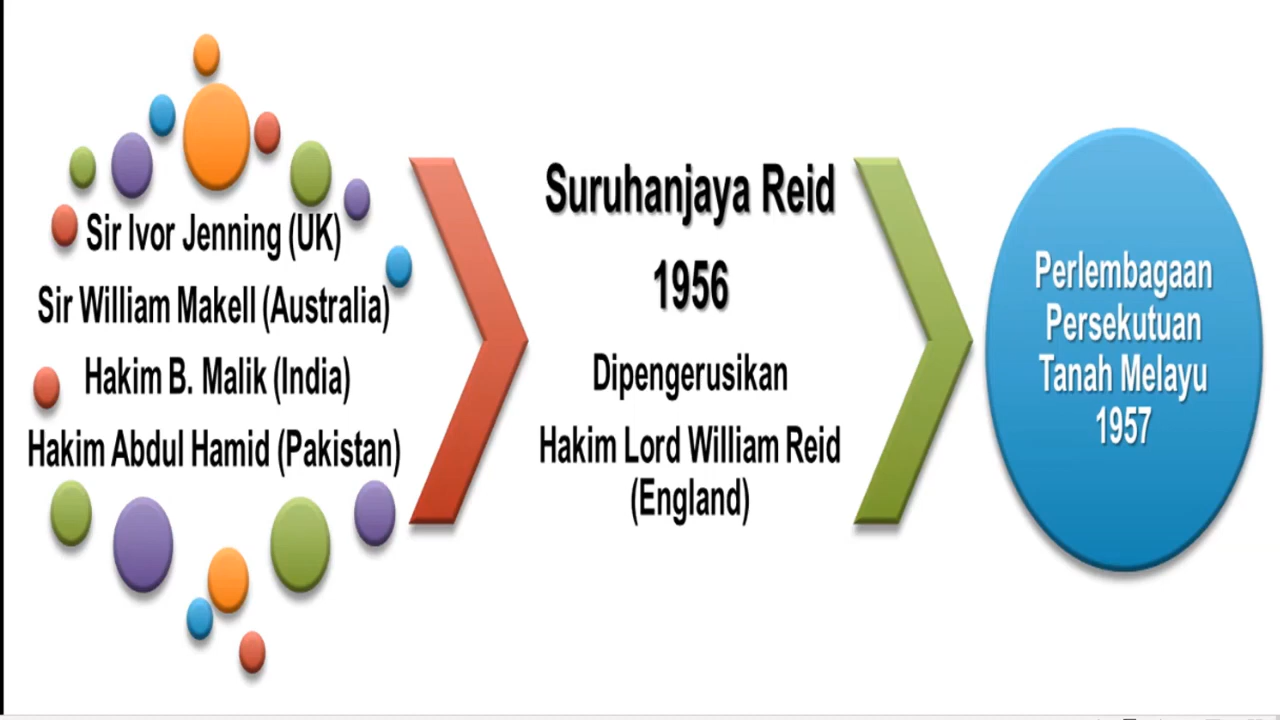 Sir Ivor Jenning (UK)
Sir William Makell (Australia)
Hakim B. Malik (India)
Hakim Abdul Hamid (Pakistan)
Suruhanjaya Reid
1956
Dipengerusikan
Hakim Lord William Reid
(England)
Perlembagaan
Persekutuan
Tanah Melayu
1957